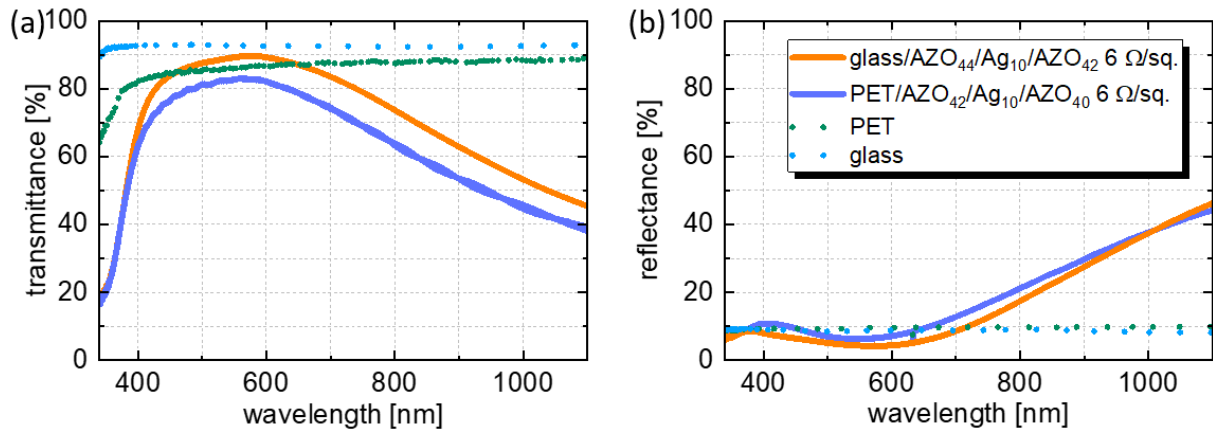 (a)
transmittance [%]
100
80
60
40
20
0
400
600
800
1000
wavelength [nm]
(b)
reflectance [%]
100
80
60
40
20
0
400
600
800
1000
wavelength [nm]
glass/AZO₄₄/Ag₁₀/AZO₄₂ 6 Ω/sq.
PET/AZO₄₂/Ag₁₀/AZO₄₀ 6 Ω/sq.
PET
glass